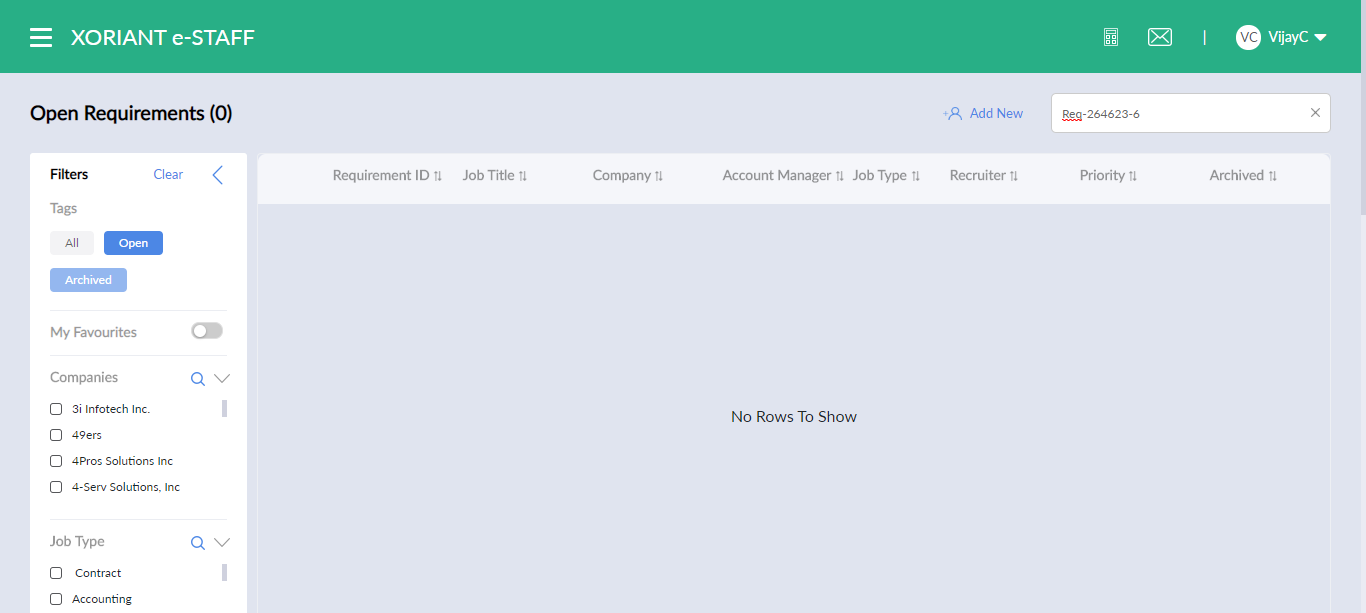 XORIANT e-STAFF
| VC VijayC
Open Requirements (0)
Add New
Req-264623-6
Filters Clear
Tags
All Open
Archived
My Favourites
Companies
3i Infotech Inc.
49ers
4Pros Solutions Inc
4-Serv Solutions, Inc
Job Type
Contract
Accounting
Requirement ID Job Title Company Account Manager Job Type Recruiter Priority Archived
No Rows To Show